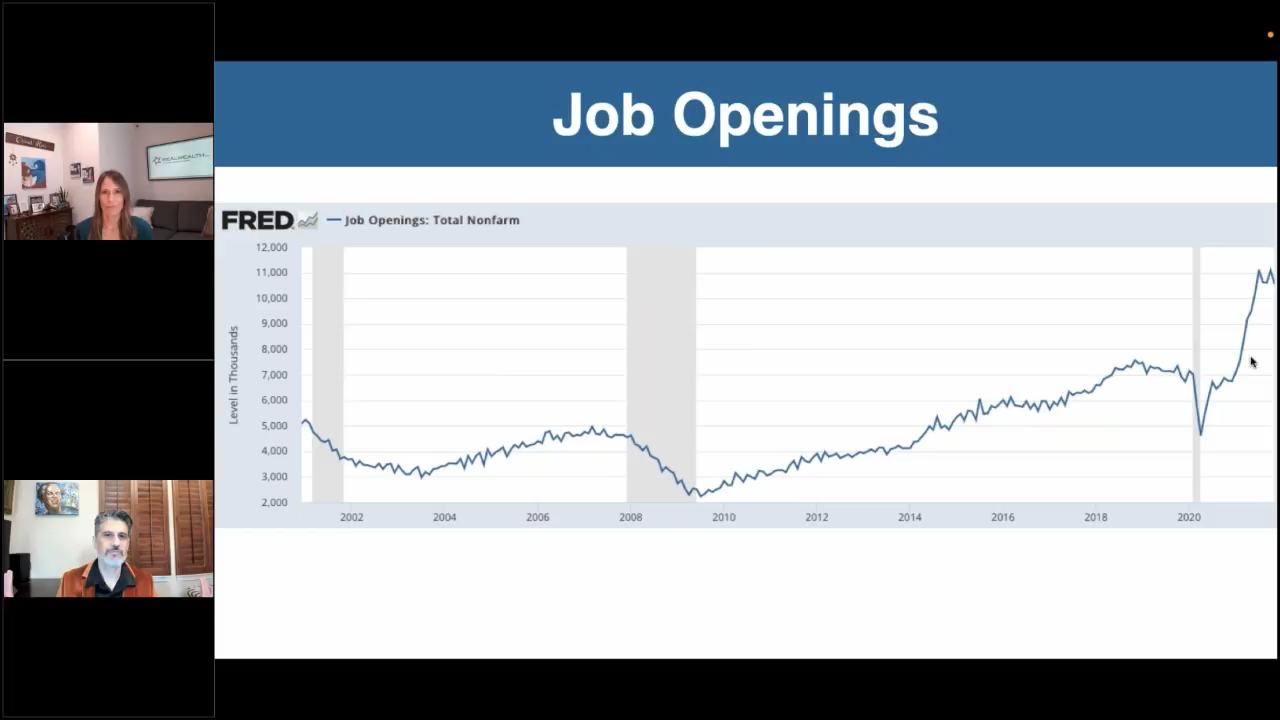 Job Openings
FRED
Job Openings: Total Nonfarm
12,000
11,000
10,000
9,000
8,000
7,000
6,000
5,000
4,000
3,000
2,000
Level in Thousands
2002 2004 2006 2008 2010 2012 2014 2016 2018 2020
REALWEALTH